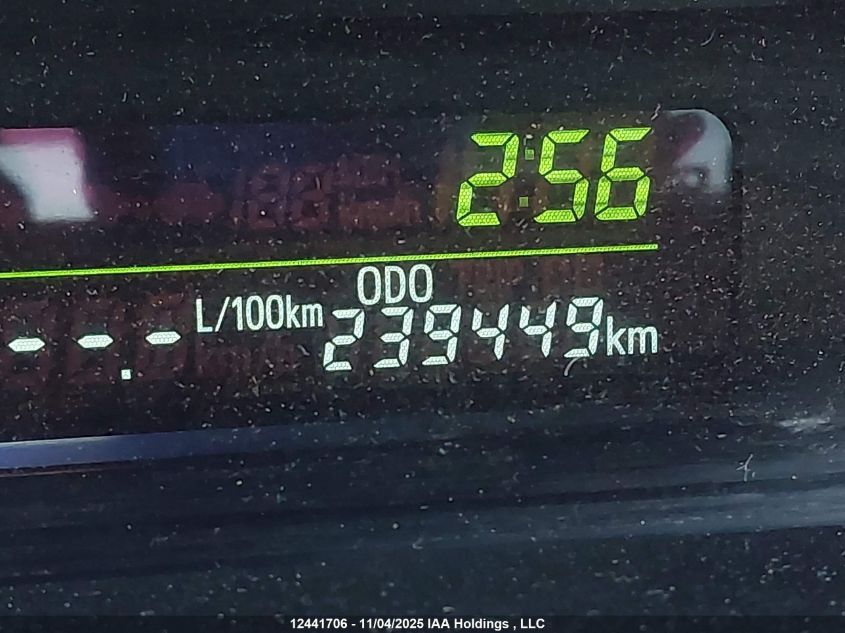 2:56
L/100km ODO
--.- 239449km
12441706 - 11/04/2025 IAA Holdings , LLC